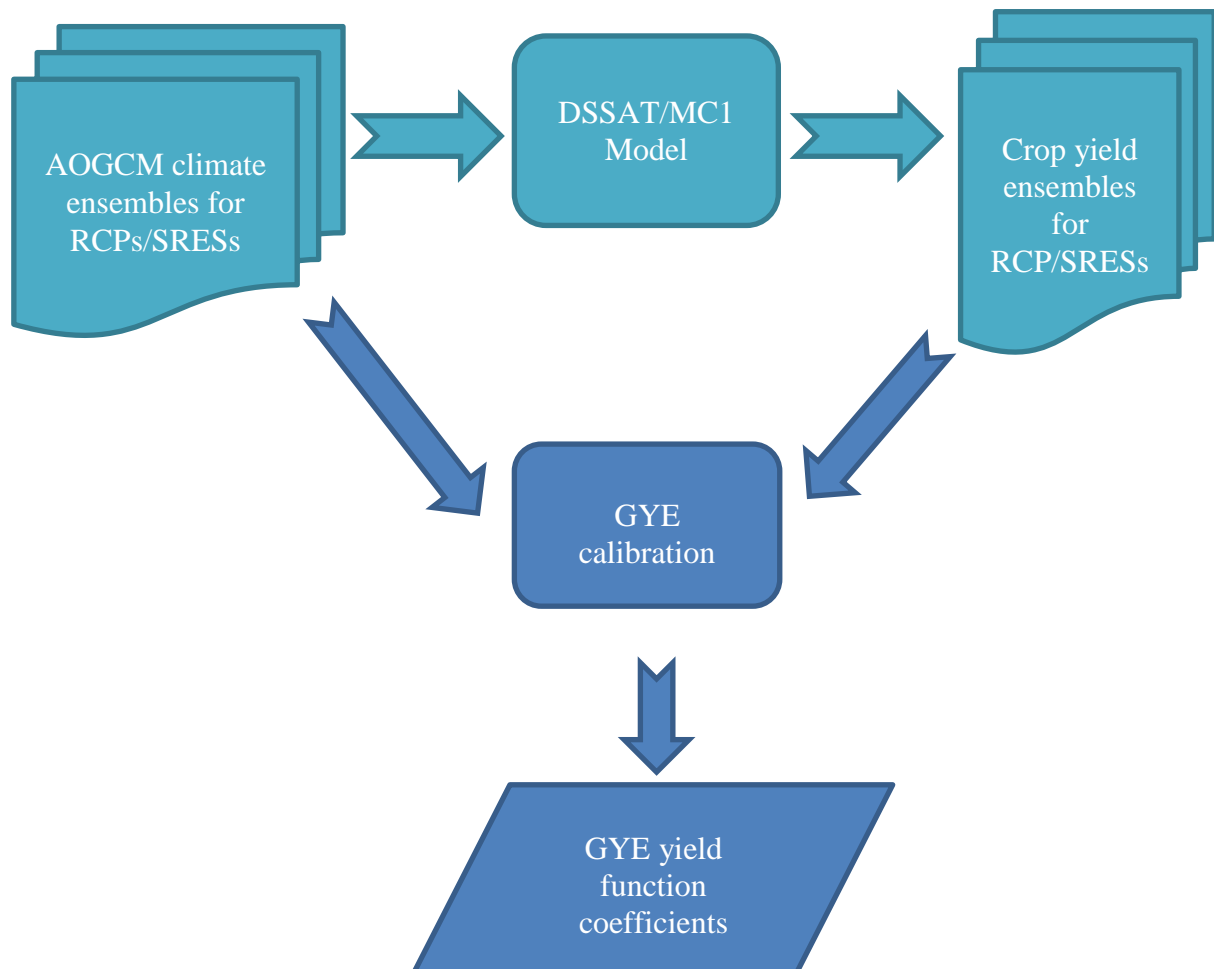 AOGCM climate
ensembles for
RCPs/SRESs
DSSAT/MC1
Model
Crop yield
ensembles
for
RCP/SRESs
GYE
calibration
GYE yield
function
coefficients